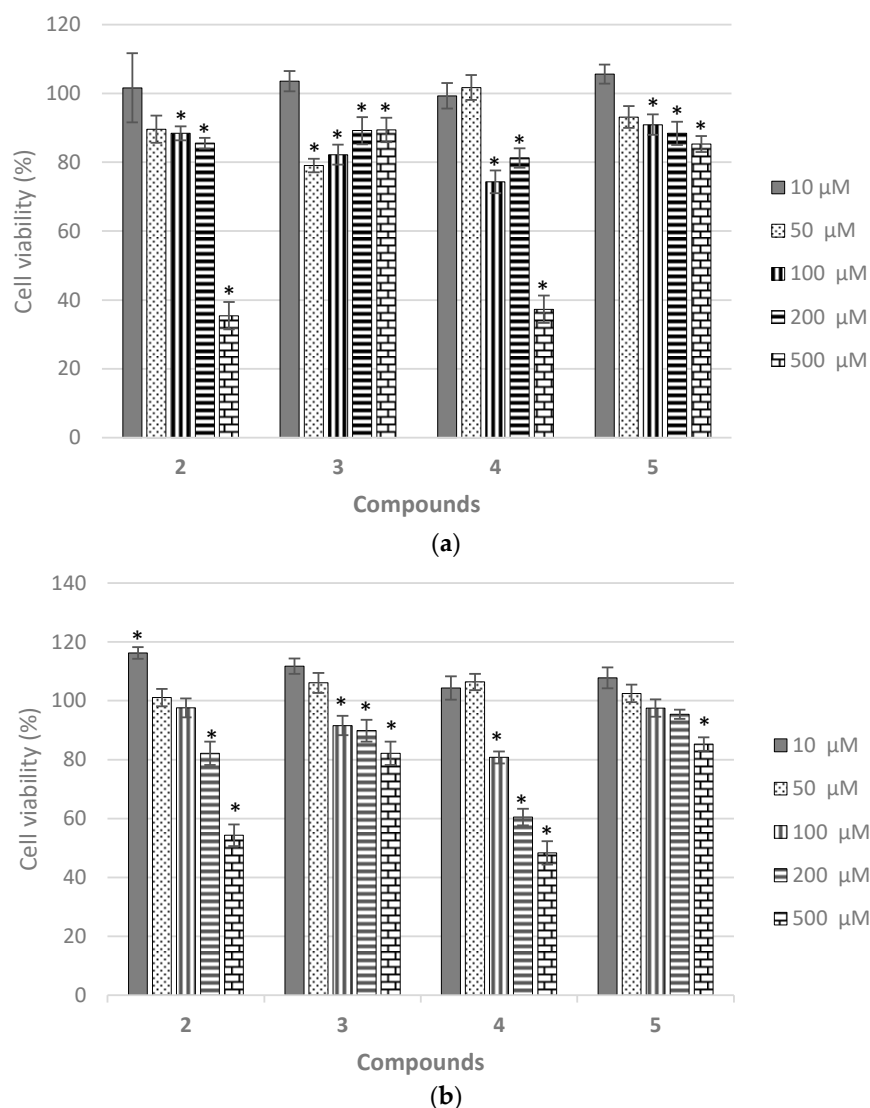 120
100
80
60
40
20
0
Cell viability (%)
* * *
* * * *
* * *
* * *
2 3 4 5
Compounds
10 μM
50 μM
100 μM
200 μM
500 μM
(a)
140
120
100
80
60
40
20
0
Cell viability (%)
* * *
* * *
* * *
*
2 3 4 5
Compounds
10 μM
50 μM
100 μM
200 μM
500 μM
(b)